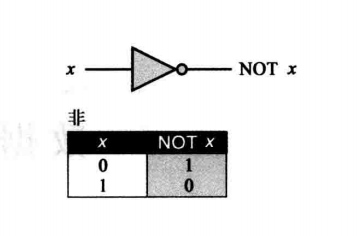 x NOT x
非
x NOT x
0 1
1 0